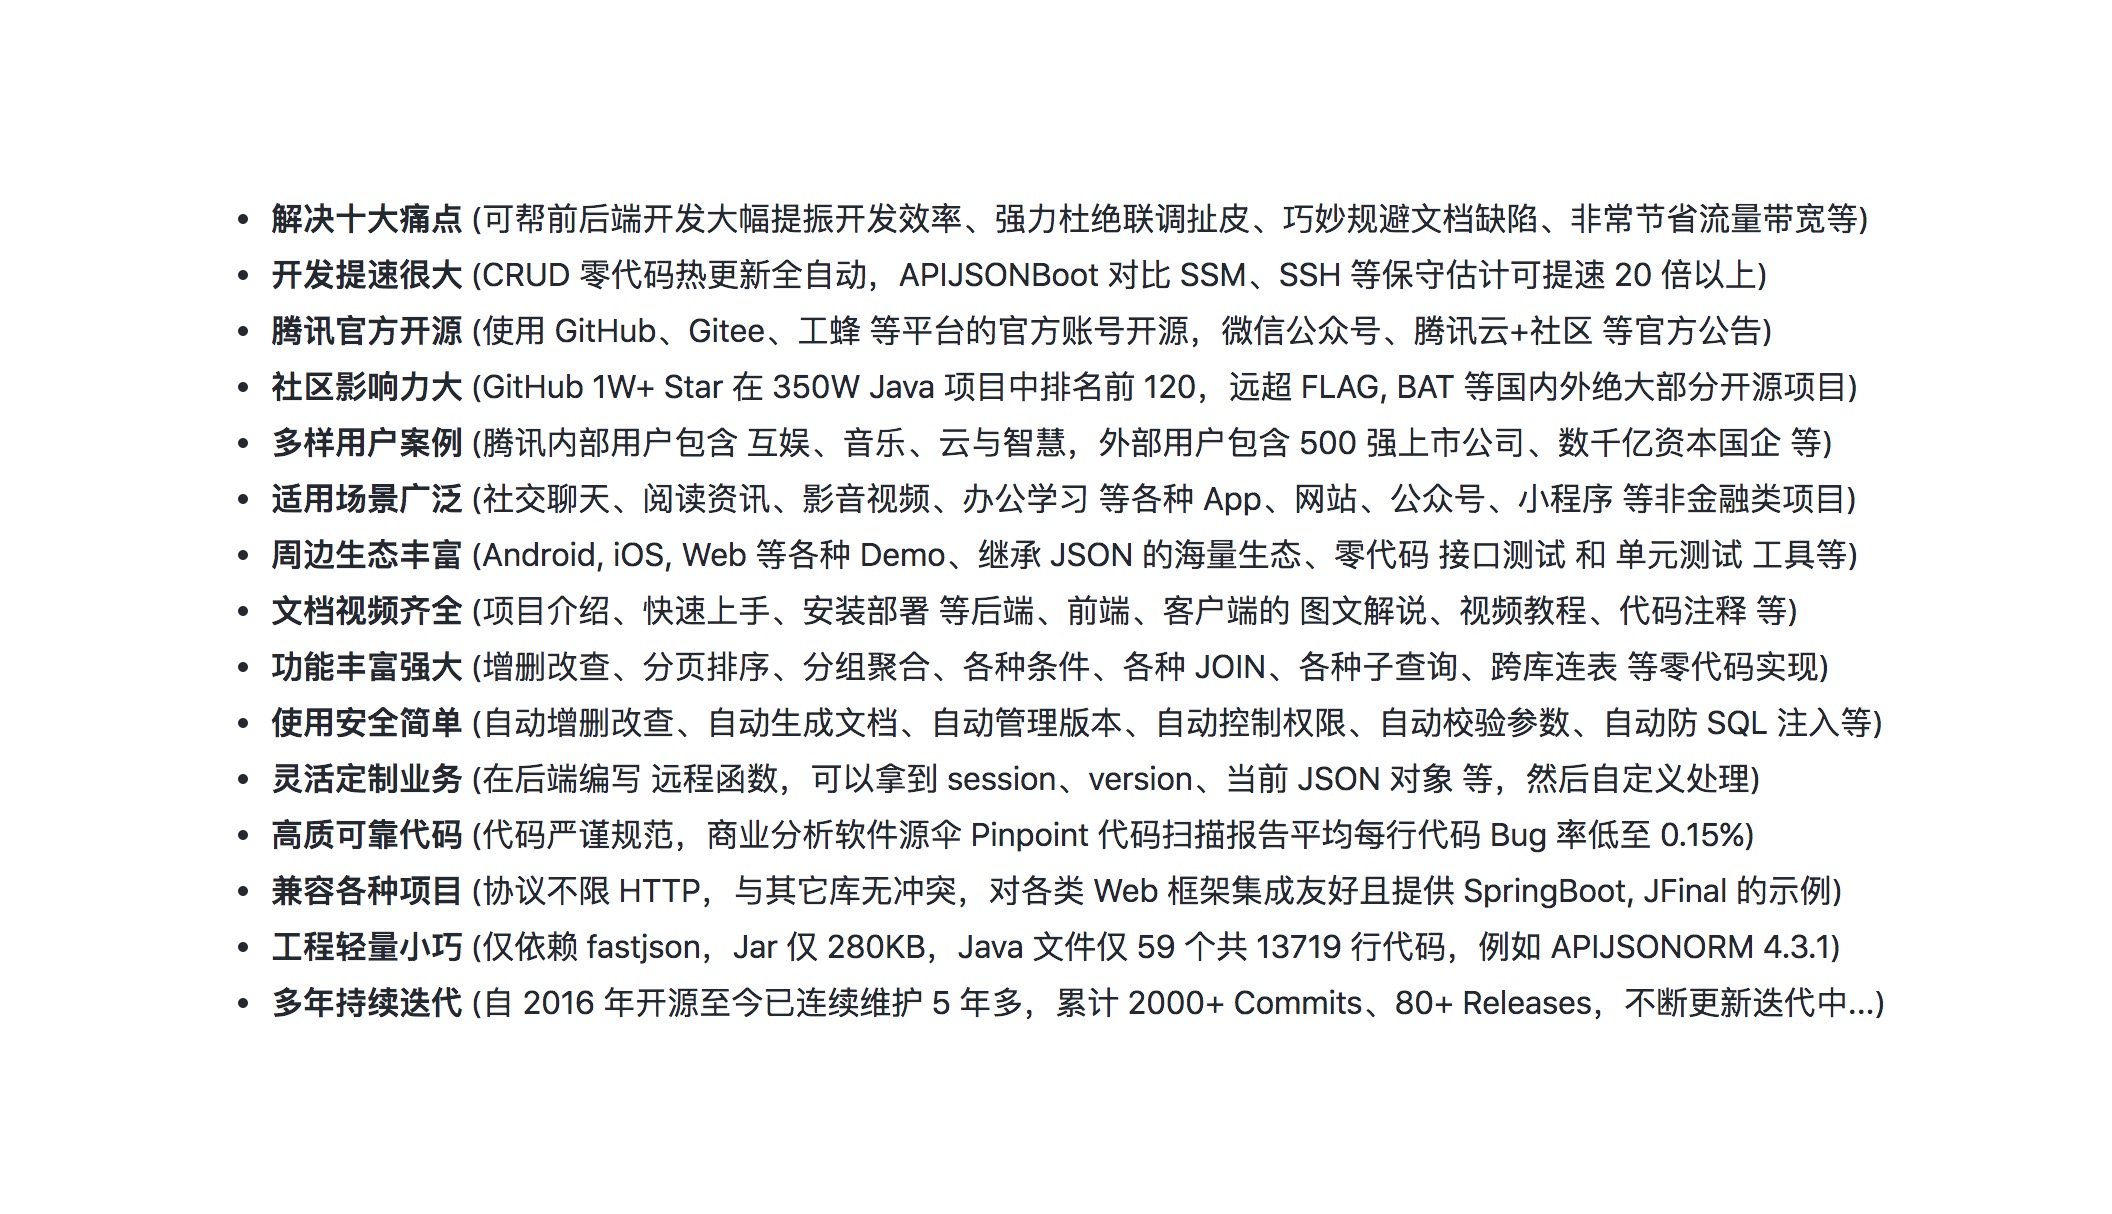 • 解决十大痛点 (可帮前后端开发大幅提振开发效率、强力杜绝联调扯皮、巧妙规避文档缺陷、非常节省流量带宽等)
• 开发提速很大 (CRUD 零代码热更新全自动，APIJSONBoot 对比 SSM、SSH 等保守估计可提速 20 倍以上)
• 腾讯官方开源 (使用 GitHub、Gitee、工蜂 等平台的官方账号开源，微信公众号、腾讯云+社区 等官方公告)
• 社区影响力大 (GitHub 1W+ Star 在 350W Java 项目中排名前 120，远超 FLAG, BAT 等国内外绝大部分开源项目)
• 多样用户案例 (腾讯内部用户包含 互娱、音乐、云与智慧，外部用户包含 500 强上市公司、数千亿资本国企 等)
• 适用场景广泛 (社交聊天、阅读资讯、影音视频、办公学习 等各种 App、网站、公众号、小程序 等非金融类项目)
• 周边生态丰富 (Android, iOS, Web 等各种 Demo、继承 JSON 的海量生态、零代码 接口测试 和 单元测试 工具等)
• 文档视频齐全 (项目介绍、快速上手、安装部署 等后端、前端、客户端的 图文解说、视频教程、代码注释 等)
• 功能丰富强大 (增删改查、分页排序、分组聚合、各种条件、各种 JOIN、各种子查询、跨库连表 等零代码实现)
• 使用安全简单 (自动增删改查、自动生成文档、自动管理版本、自动控制权限、自动校验参数、自动防 SQL 注入等)
• 灵活定制业务 (在后端编写 远程函数，可以拿到 session、version、当前 JSON 对象 等，然后自定义处理)
• 高质可靠代码 (代码严谨规范，商业分析软件源伞 Pinpoint 代码扫描报告平均每行代码 Bug 率低至 0.15%)
• 兼容各种项目 (协议不限 HTTP，与其它库无冲突，对各类 Web 框架集成友好且提供 SpringBoot, JFinal 的示例)
• 工程轻量小巧 (仅依赖 fastjson，Jar 仅 280KB，Java 文件仅 59 个共 13719 行代码，例如 APIJSONORM 4.3.1)
• 多年持续迭代 (自 2016 年开源至今已连续维护 5 年多，累计 2000+ Commits、80+ Releases，不断更新迭代中...)